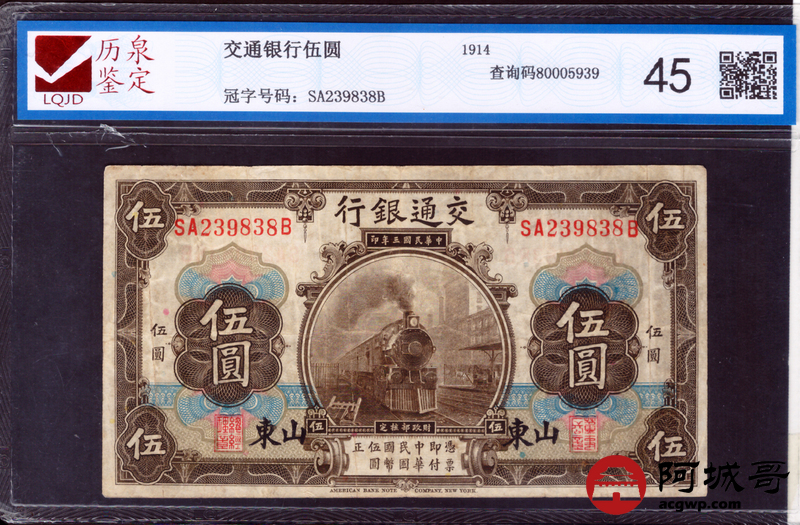 历泉
鉴定
LQJD
交通银行伍圆
1914
查询码80005939
冠字号码：SA239838B
45
行銀通交
伍
伍
SA239838B
SA239838B
印年三國民華中
伍圓
伍圓
伍圓
伍圓
定核部政財
伍
伍
東山
東山
正伍國民中即憑
圓幣國華付票
伍
AMERICAN BANK NOTE COMPANY, NEW YORK.
阿城哥
acgwp.com